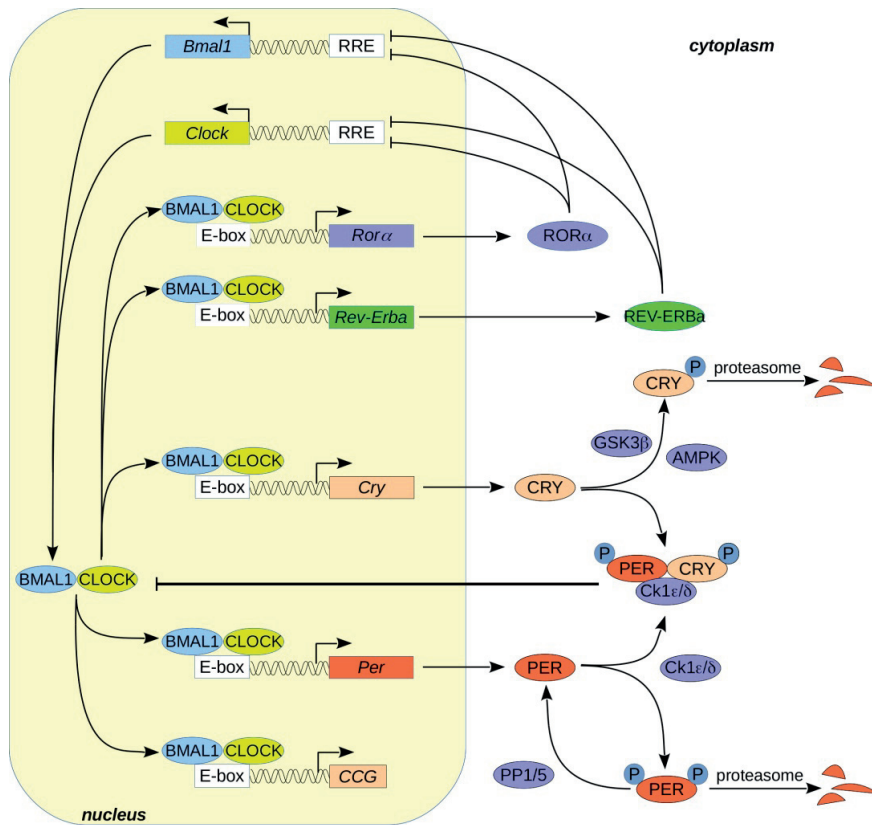 Bmal1 RRE
cytoplasm
Clock RRE
BMAL1 CLOCK
E-box Rorα RORα
BMAL1 CLOCK
E-box Rev-Erba REV-ERBa
P
CRY proteasome
GSK3β AMPK
BMAL1 CLOCK
E-box Cry CRY
P PER CRY P
Ck1ε/δ
BMAL1 CLOCK
BMAL1 CLOCK
E-box Per PER Ck1ε/δ
BMAL1 CLOCK
E-box CCG PP1/5
P PER P proteasome
nucleus